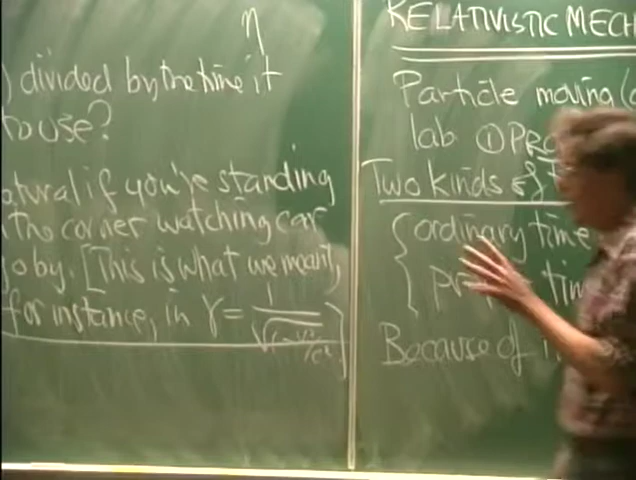 η
) divided by the time it
to use?
natural if you're standing
the corner watching car
go by. [This is what we meant,
for instance, in γ = 1/√(1-v²/c²)]
RELATIVISTIC MECH
Particle moving (
lab ① PRO
Two kinds of
{ordinary time
time
Because of